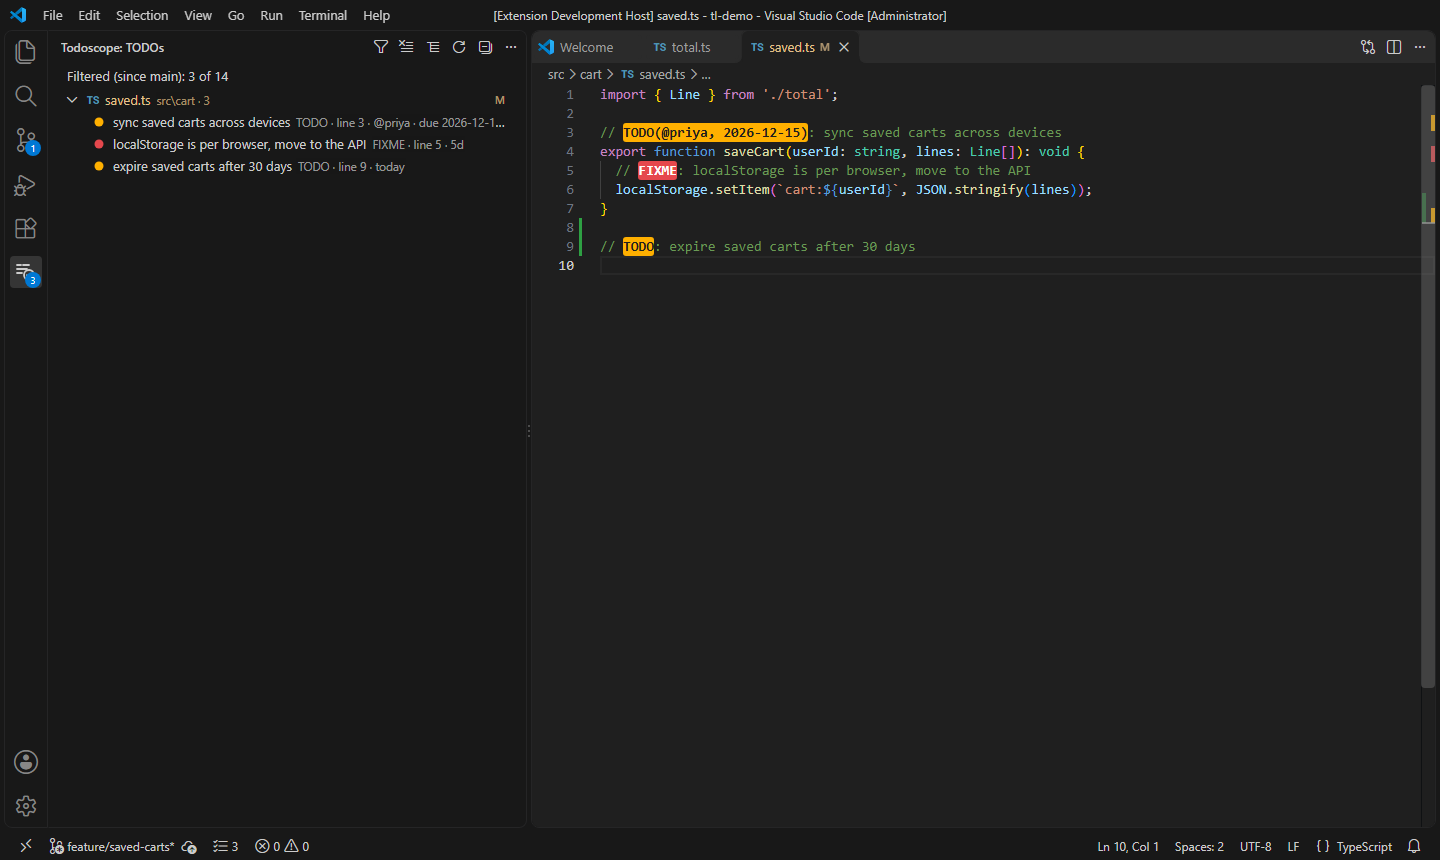 File Edit Selection View Go Run Terminal Help
[Extension Development Host] saved.ts - tl-demo - Visual Studio Code [Administrator]
Todoscope: TODOs
Filtered (since main): 3 of 14
TS saved.ts src\cart · 3 M
sync saved carts across devices TODO · line 3 · @priya · due 2026-12-1...
localStorage is per browser, move to the API FIXME · line 5 · 5d
expire saved carts after 30 days TODO · line 9 · today
1
3
Welcome
TS total.ts
TS saved.ts M
src > cart > TS saved.ts > ...
1 import { Line } from './total';
2
3 // TODO(@priya, 2026-12-15): sync saved carts across devices
4 export function saveCart(userId: string, lines: Line[]): void {
5 // FIXME: localStorage is per browser, move to the API
6 localStorage.setItem(`cart:${userId}`, JSON.stringify(lines));
7 }
8
9 // TODO: expire saved carts after 30 days
10
feature/saved-carts* 3 0 0
Ln 10, Col 1 Spaces: 2 UTF-8 LF { } TypeScript